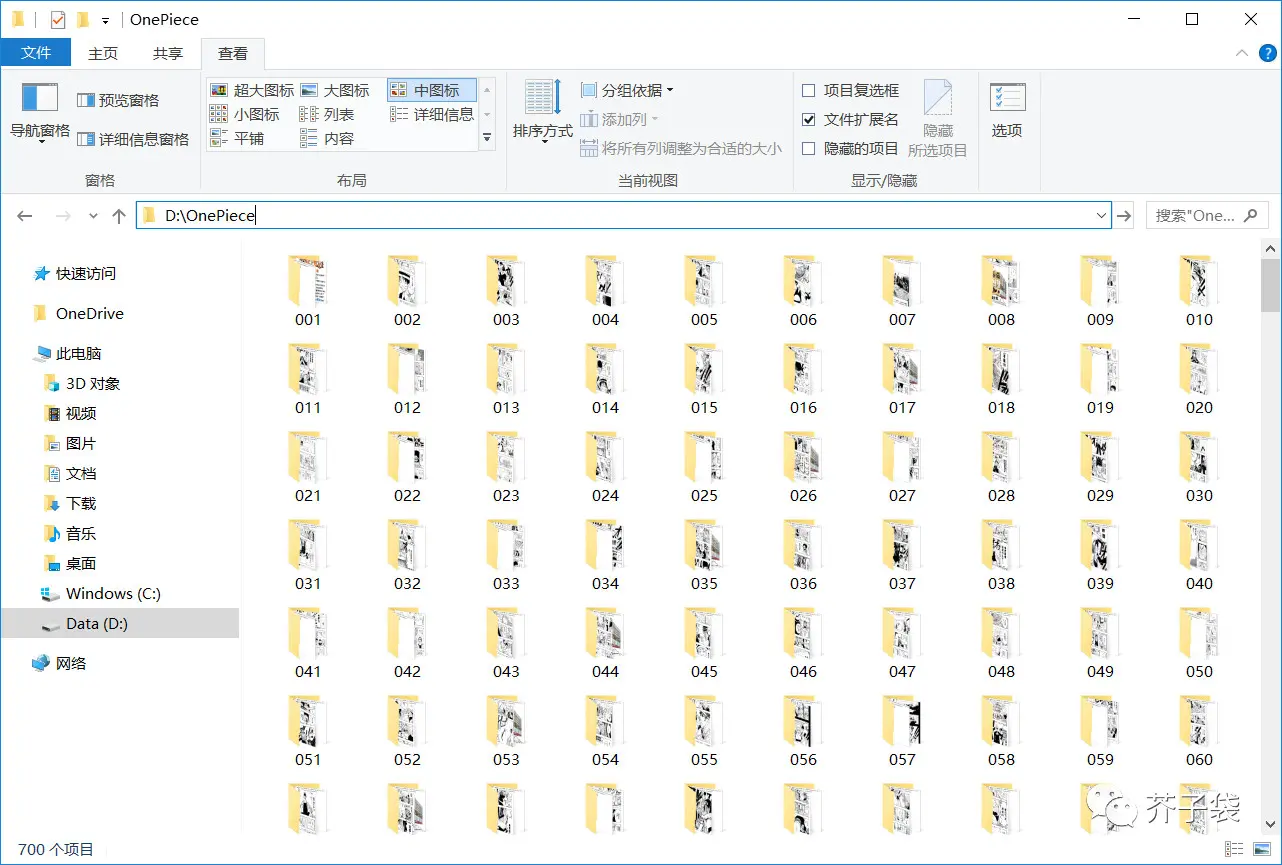 OnePiece
文件 主页 共享 查看
超大图标 大图标 中图标
预览窗格 小图标 列表 详细信息
导航窗格 详细信息窗格 平铺 内容
排序方式 分组依据
添加列
将所有列调整为合适的大小
项目复选框
文件扩展名 隐藏
隐藏的项目 所选项目
选项
窗格 布局 当前视图 显示/隐藏
D:\OnePiece 搜索"One...
快速访问
OneDrive
此电脑
3D 对象
视频
图片
文档
下载
音乐
桌面
Windows (C:)
Data (D:)
网络
001 002 003 004 005 006 007 008 009 010
011 012 013 014 015 016 017 018 019 020
021 022 023 024 025 026 027 028 029 030
031 032 033 034 035 036 037 038 039 040
041 042 043 044 045 046 047 048 049 050
051 052 053 054 055 056 057 058 059 060
芥子袋
700 个项目